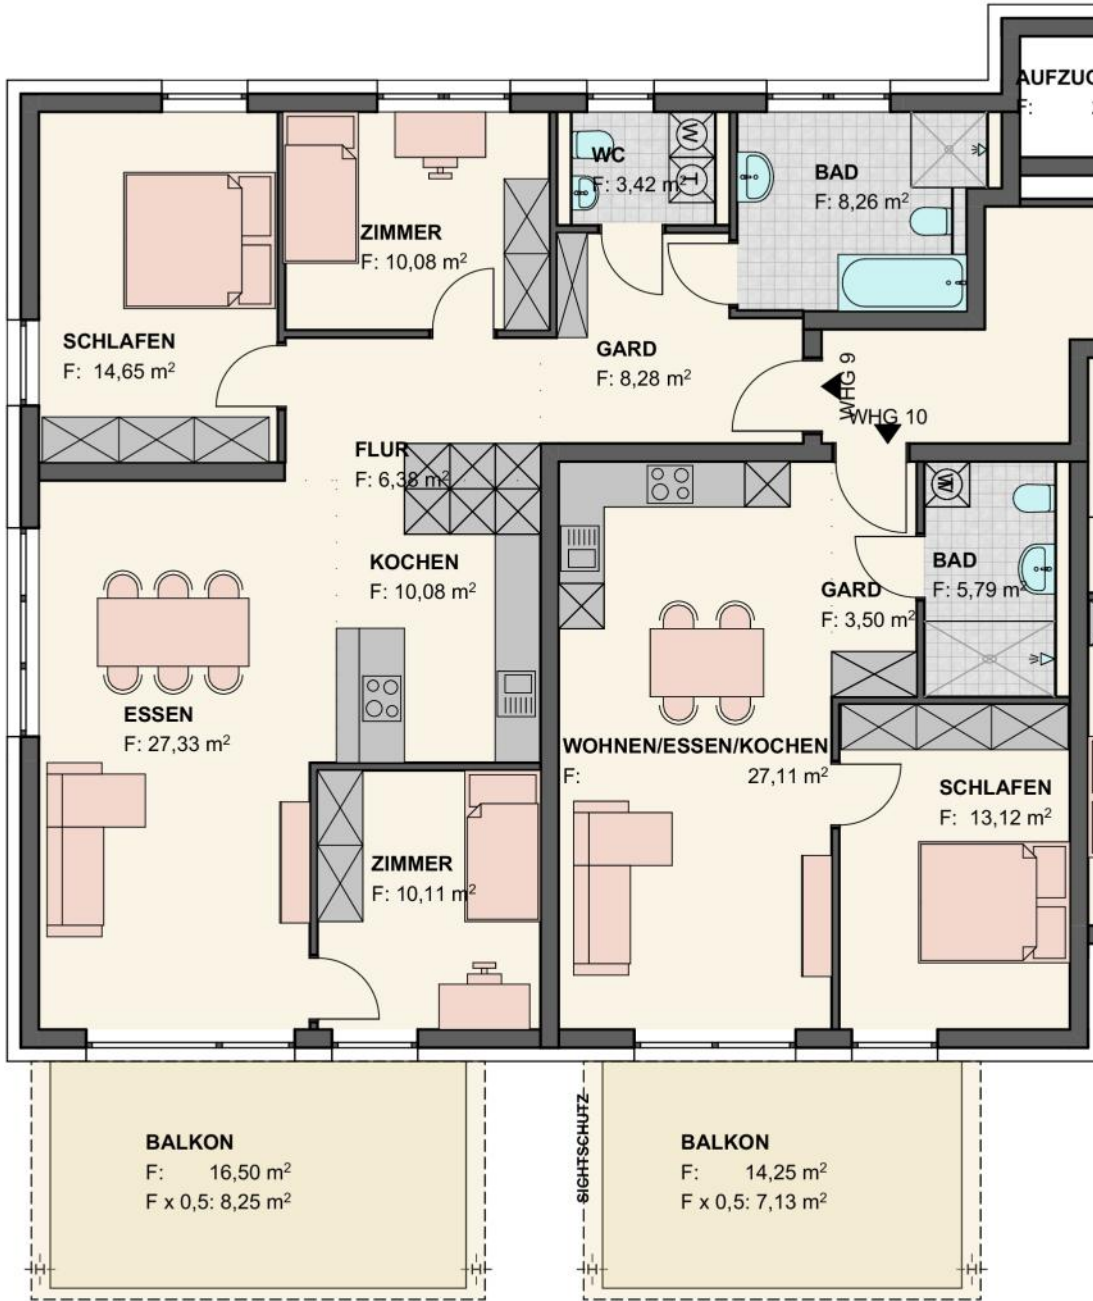 AUFZUG
F:
WC
F: 3,42 m²
W
T
BAD
F: 8,26 m²
ZIMMER
F: 10,08 m²
SCHLAFEN
F: 14,65 m²
GARD
F: 8,28 m²
WHG 9
WHG 10
FLUR
F: 6,38 m²
KOCHEN
F: 10,08 m²
W
BAD
F: 5,79 m²
GARD
F: 3,50 m²
ESSEN
F: 27,33 m²
WOHNEN/ESSEN/KOCHEN
F: 27,11 m²
SCHLAFEN
F: 13,12 m²
ZIMMER
F: 10,11 m²
SICHTSCHUTZ
BALKON
F: 16,50 m²
F x 0,5: 8,25 m²
BALKON
F: 14,25 m²
F x 0,5: 7,13 m²